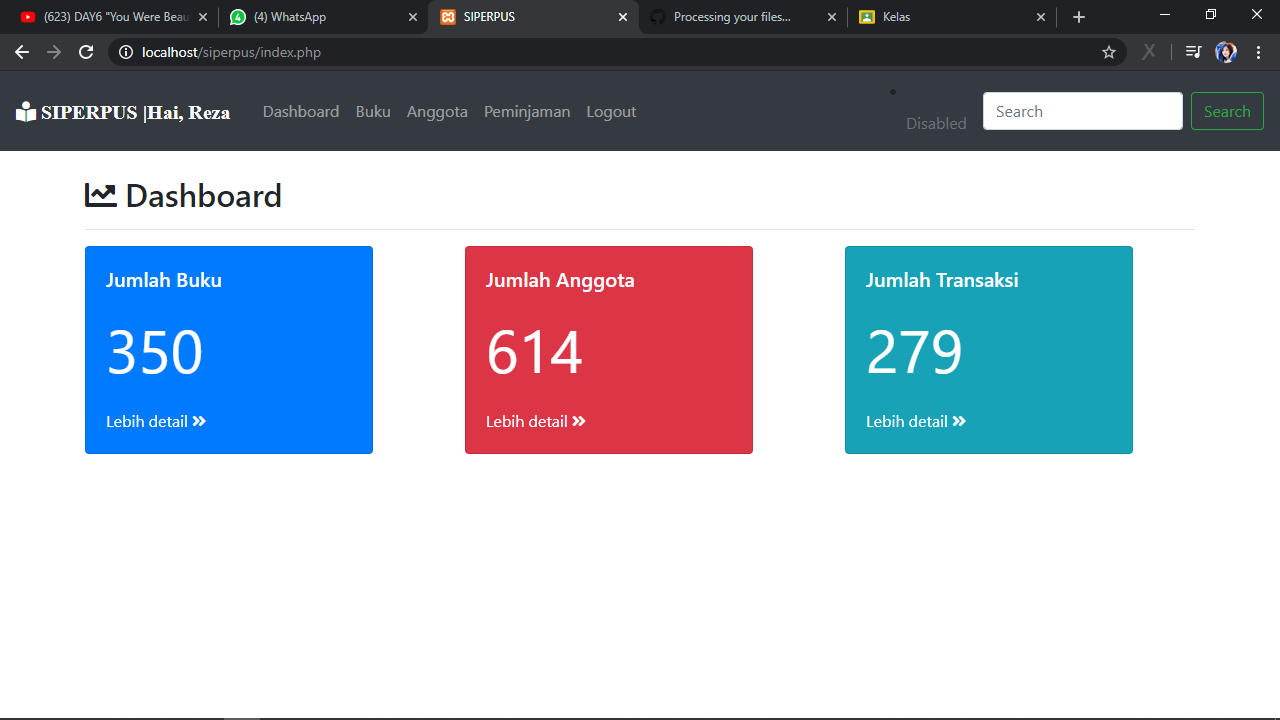 (623) DAY6 "You Were Beau
(4) WhatsApp
SIPERPUS
Processing your files...
Kelas
localhost/siperpus/index.php
SIPERPUS |Hai, Reza
Dashboard
Buku
Anggota
Peminjaman
Logout
Disabled
Search
Search
Dashboard
Jumlah Buku
350
Lebih detail
Jumlah Anggota
614
Lebih detail
Jumlah Transaksi
279
Lebih detail